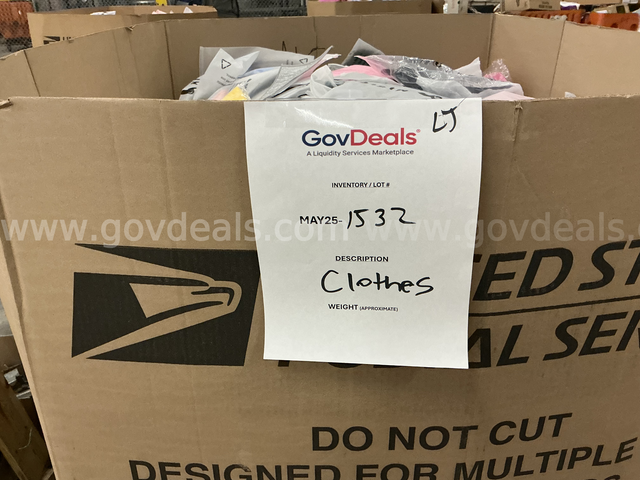 LJ
GovDeals
A Liquidity Services Marketplace
INVENTORY / LOT #
MAY25-1532
DESCRIPTION
Clothes
WEIGHT (APPROXIMATE)
www.govdeals.com www.govdeals.com
ED ST
AL SER
DO NOT CUT
DESIGNED FOR MULTIPLE